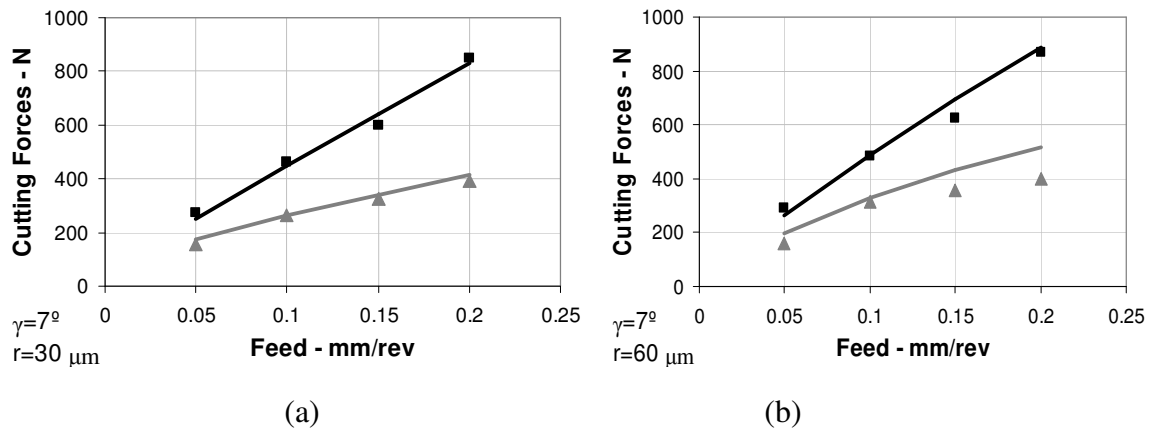 1000
800
600
400
200
0
Cutting Forces - N
0 0.05 0.1 0.15 0.2 0.25
Feed - mm/rev
γ=7º
r=30 μm
(a)
1000
800
600
400
200
0
Cutting Forces - N
0 0.05 0.1 0.15 0.2 0.25
Feed - mm/rev
γ=7º
r=60 μm
(b)